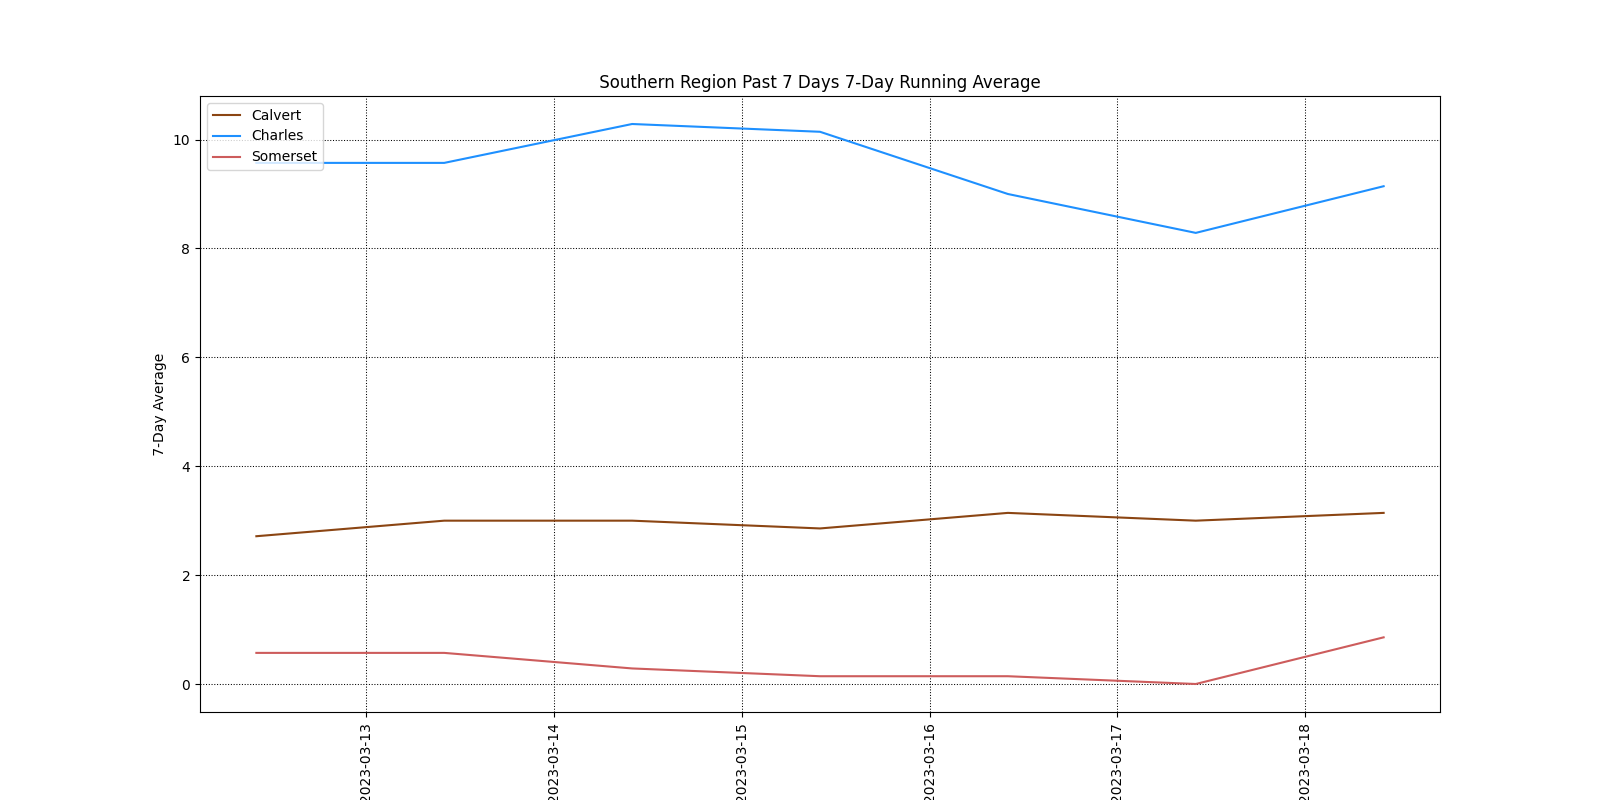 Southern Region Past 7 Days 7-Day Running Average
Calvert
Charles
Somerset
10
8
6
4
2
0
7-Day Average
2023-03-13
2023-03-14
2023-03-15
2023-03-16
2023-03-17
2023-03-18